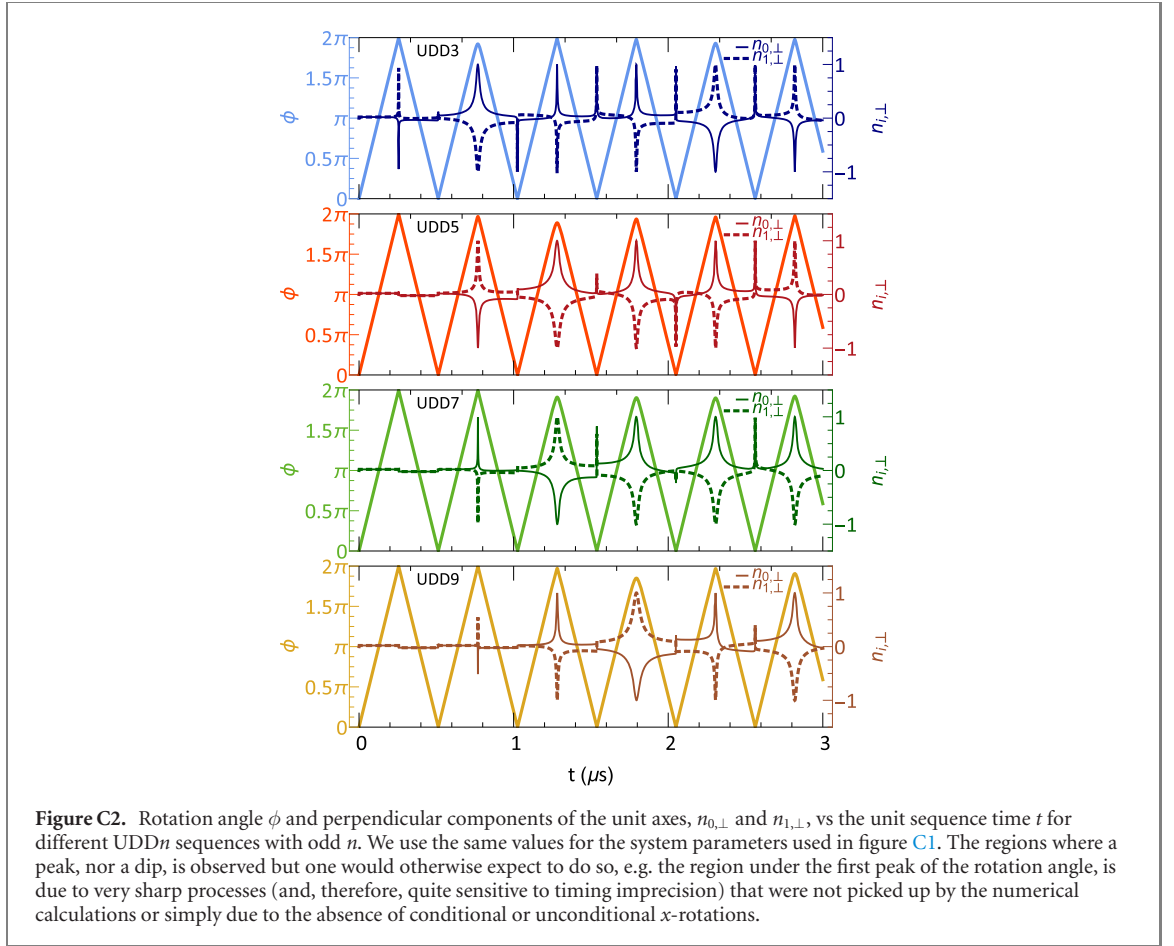 2π
1.5π
π
0.5π
0
ϕ
UDD3
n0,⊥
n1,⊥
1
0
−1
ni,⊥
2π
1.5π
π
0.5π
0
ϕ
UDD5
n0,⊥
n1,⊥
1
0
−1
ni,⊥
2π
1.5π
π
0.5π
0
ϕ
UDD7
n0,⊥
n1,⊥
1
0
−1
ni,⊥
2π
1.5π
π
0.5π
0
ϕ
UDD9
n0,⊥
n1,⊥
1
0
−1
ni,⊥
0 1 2 3
t (μs)
Figure C2. Rotation angle ϕ and perpendicular components of the unit axes, n0,⊥ and n1,⊥, vs the unit sequence time t for
different UDDn sequences with odd n. We use the same values for the system parameters used in figure C1. The regions where a
peak, nor a dip, is observed but one would otherwise expect to do so, e.g. the region under the first peak of the rotation angle, is
due to very sharp processes (and, therefore, quite sensitive to timing imprecision) that were not picked up by the numerical
calculations or simply due to the absence of conditional or unconditional x-rotations.